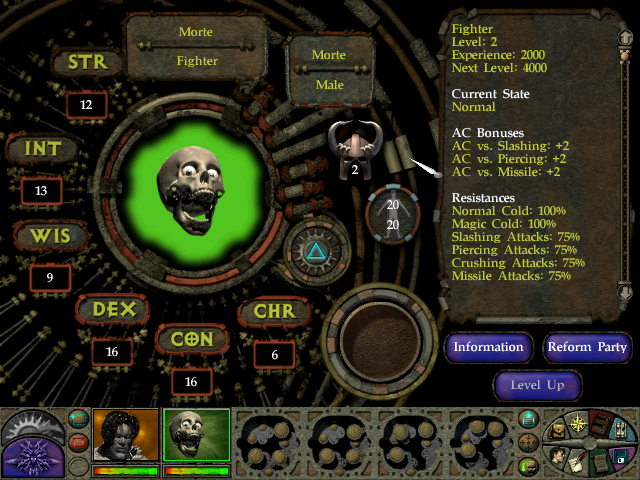 Morte
Fighter
Morte
Male
STR
12
INT
13
WIS
9
DEX
16
CON
16
CHR
6
2
20
20
Fighter
Level: 2
Experience: 2000
Next Level: 4000
Current State
Normal
AC Bonuses
AC vs. Slashing: +2
AC vs. Piercing: +2
AC vs. Missile: +2
Resistances
Normal Cold: 100%
Magic Cold: 100%
Slashing Attacks: 75%
Piercing Attacks: 75%
Crushing Attacks: 75%
Missile Attacks: 75%
Information
Reform Party
Level Up